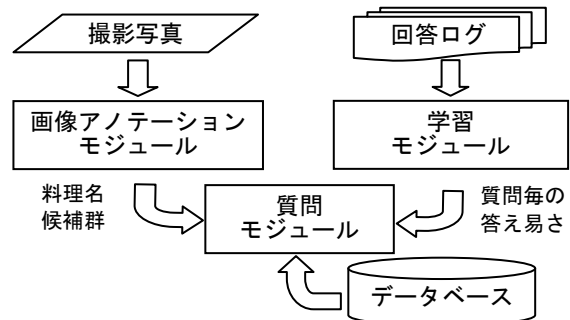 撮影写真
回答ログ
画像アノテーション
モジュール
学習
モジュール
料理名
候補群
質問
モジュール
質問毎の
答え易さ
データベース